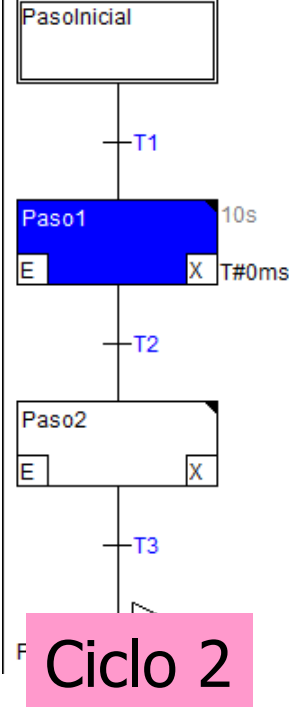 PasoInicial
T1
Paso1
10s
E
X
T#0ms
T2
Paso2
E
X
T3
Ciclo 2